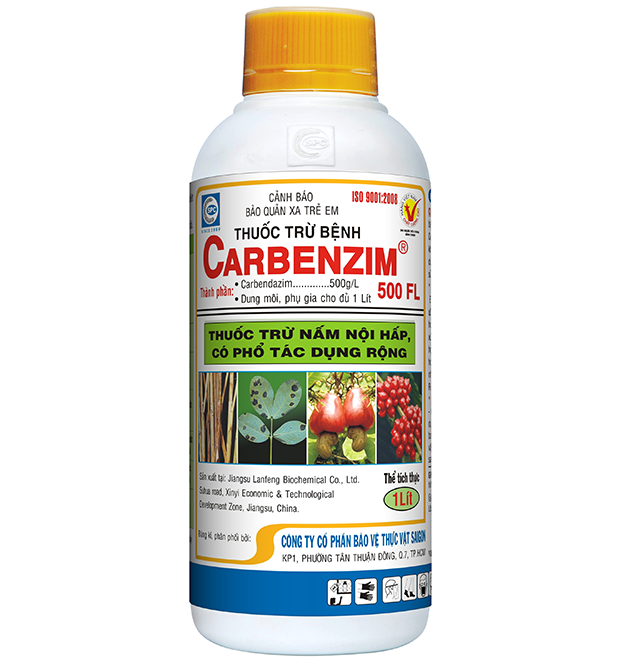 CẢNH BÁO
BẢO QUẢN XA TRẺ EM
ISO 9001:2008
SPC
THUỐC TRỪ BỆNH
CARBENZIM®
500 FL
Thành phần:
• Carbendazim.............500g/L
• Dung môi, phụ gia cho đủ 1 Lít
THUỐC TRỪ NẤM NỘI HẤP,
CÓ PHỔ TÁC DỤNG RỘNG
Sản xuất tại: Jiangsu Lanfeng Biochemical Co., Ltd.
Suhua road, Xinyi Economic & Technological
Development Zone, Jiangsu, China.
Thể tích thực
1 Lít
Đăng kí, phân phối bởi:
CÔNG TY CỔ PHẦN BẢO VỆ THỰC VẬT SAIGON
KP1, PHƯỜNG TÂN THUẬN ĐÔNG, Q.7, TP.HCM